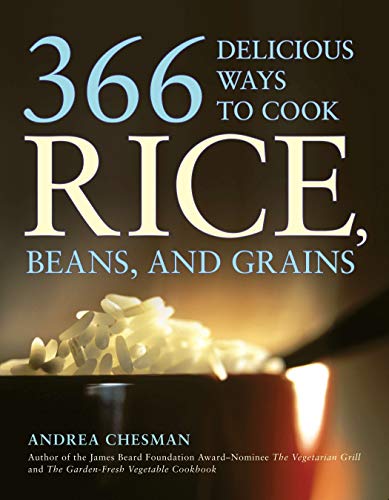 366
DELICIOUS
WAYS
TO COOK
RICE,
BEANS, AND GRAINS
ANDREA CHESMAN
Author of the James Beard Foundation Award–Nominee The Vegetarian Grill
and The Garden-Fresh Vegetable Cookbook